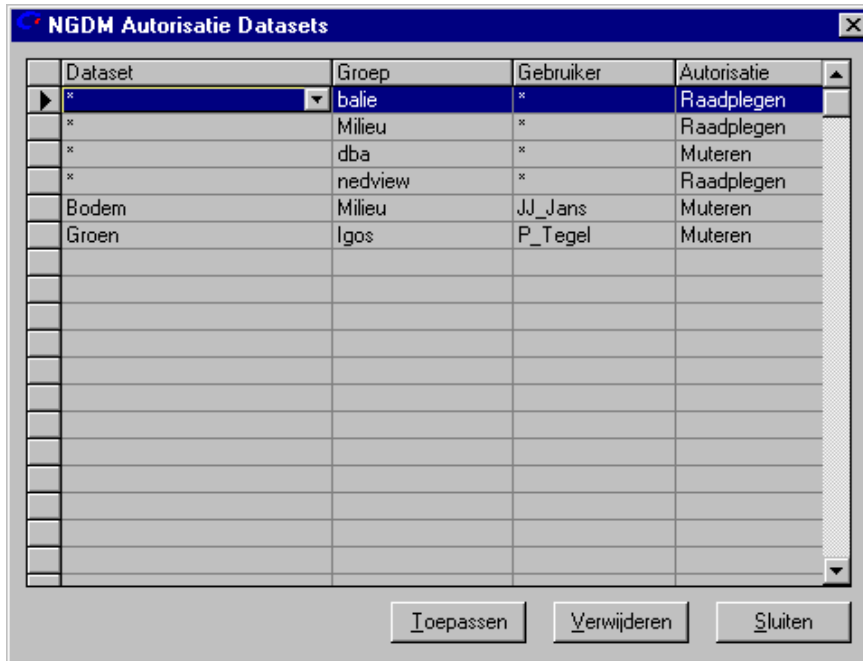 NGDM Autorisatie Datasets
Dataset Groep Gebruiker Autorisatie
* balie * Raadplegen
* Milieu * Raadplegen
* dba * Muteren
* nedview * Raadplegen
Bodem Milieu JJ_Jans Muteren
Groen Igos P_Tegel Muteren
Toepassen Verwijderen Sluiten